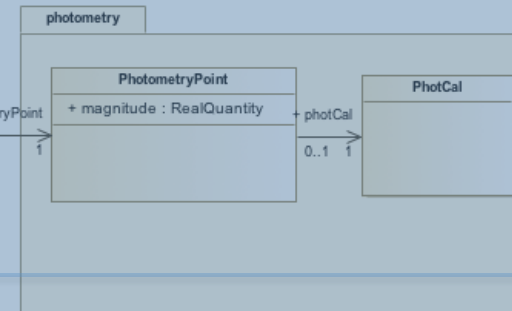 photometry
PhotometryPoint
+ magnitude : RealQuantity
ryPoint
1
+ photCal
0..1 1
PhotCal